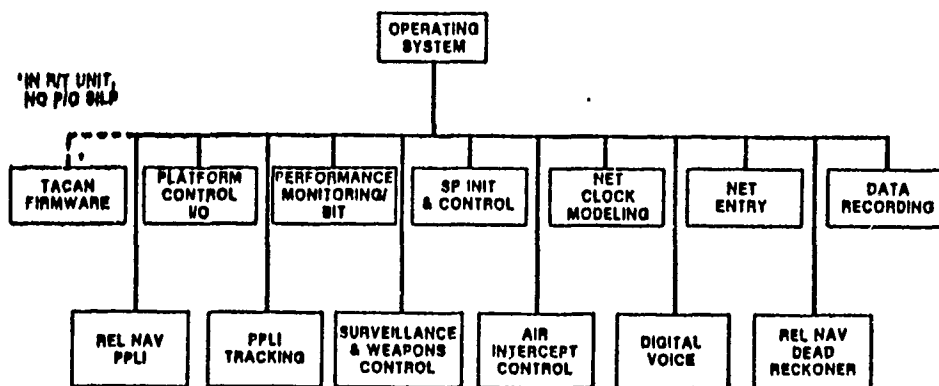 OPERATING
SYSTEM
*IN R/T UNIT,
NO P/O
*
TACAN
FIRMWARE
PLATFORM
CONTROL
I/O
PERFORMANCE
MONITORING/
BIT
SP INIT
& CONTROL
NET
CLOCK
MODELING
NET
ENTRY
DATA
RECORDING
REL NAV
PPLI
PPLI
TRACKING
SURVEILLANCE
& WEAPONS
CONTROL
AIR
INTERCEPT
CONTROL
DIGITAL
VOICE
REL NAV
DEAD
RECKONER